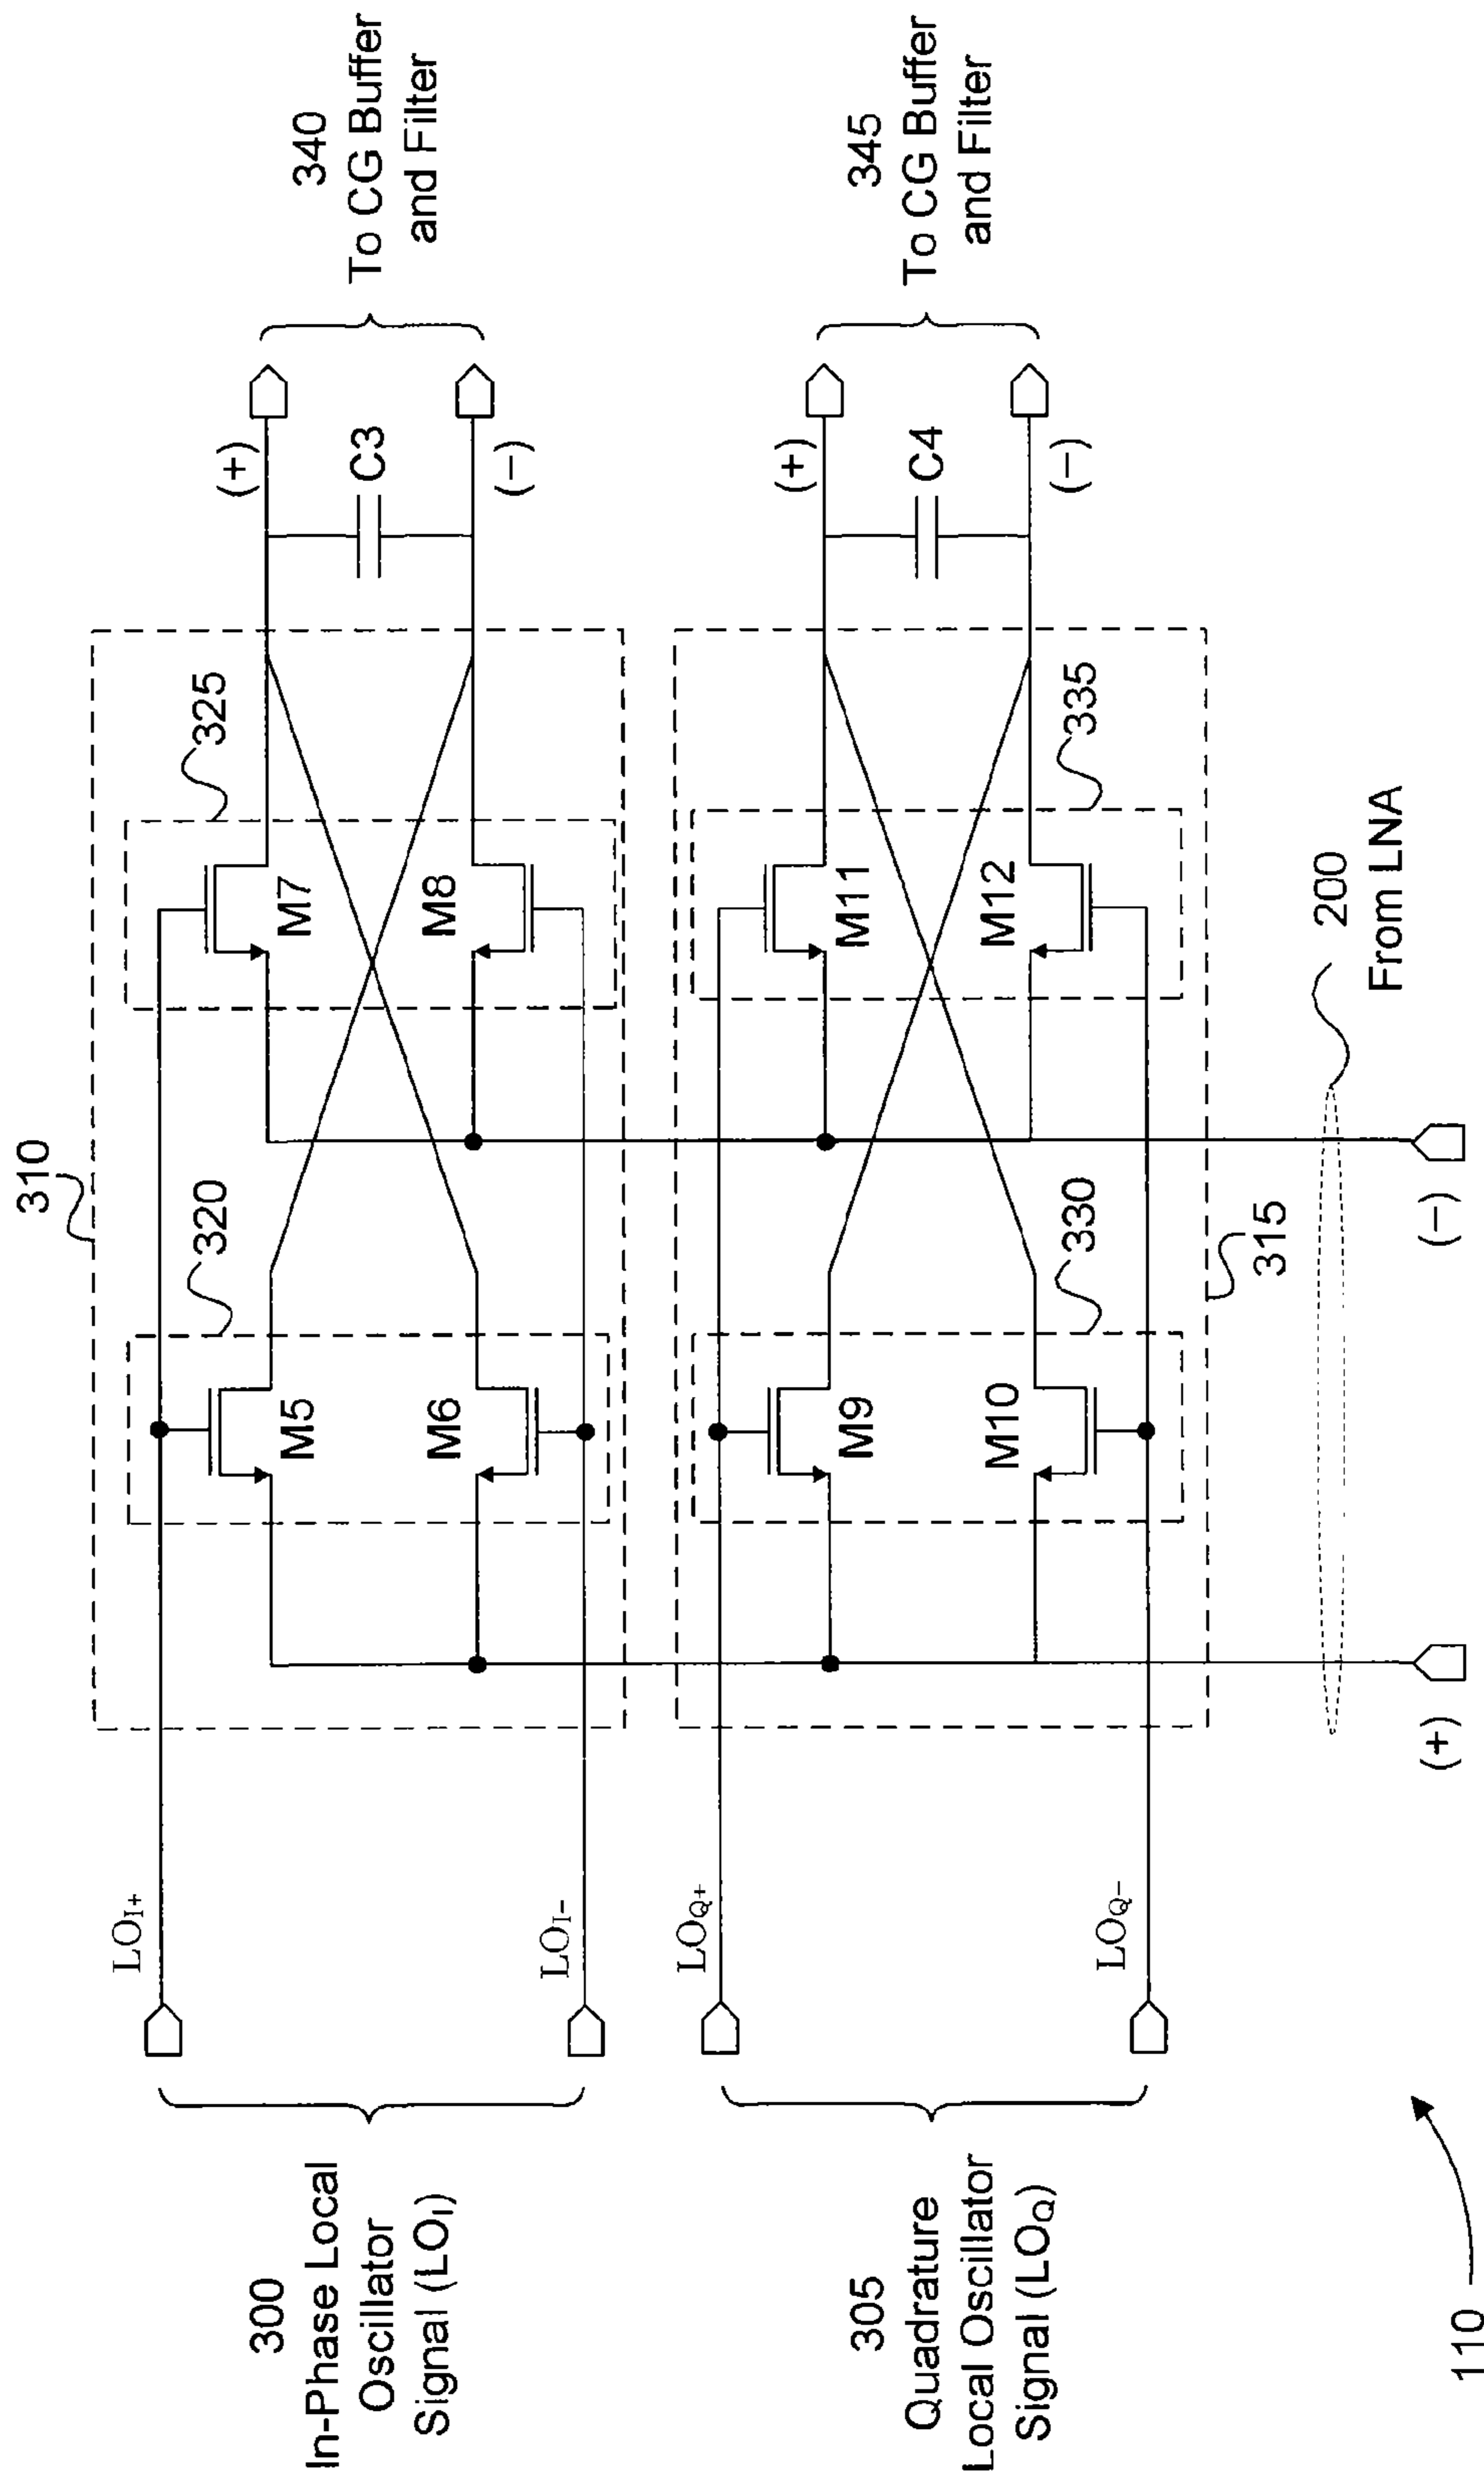 310
325
320
340
To CG Buffer
and Filter
(+)
C3
(−)
M7
M8
M5
M6
LOI+
LOI−
300
In-Phase Local
Oscillator
Signal (LOI)
345
To CG Buffer
and Filter
(+)
C4
(−)
335
330
M11
M12
M9
M10
315
LOQ+
LOQ−
305
Quadrature
Local Oscillator
Signal (LOQ)
200
From LNA
(+)
(−)
110